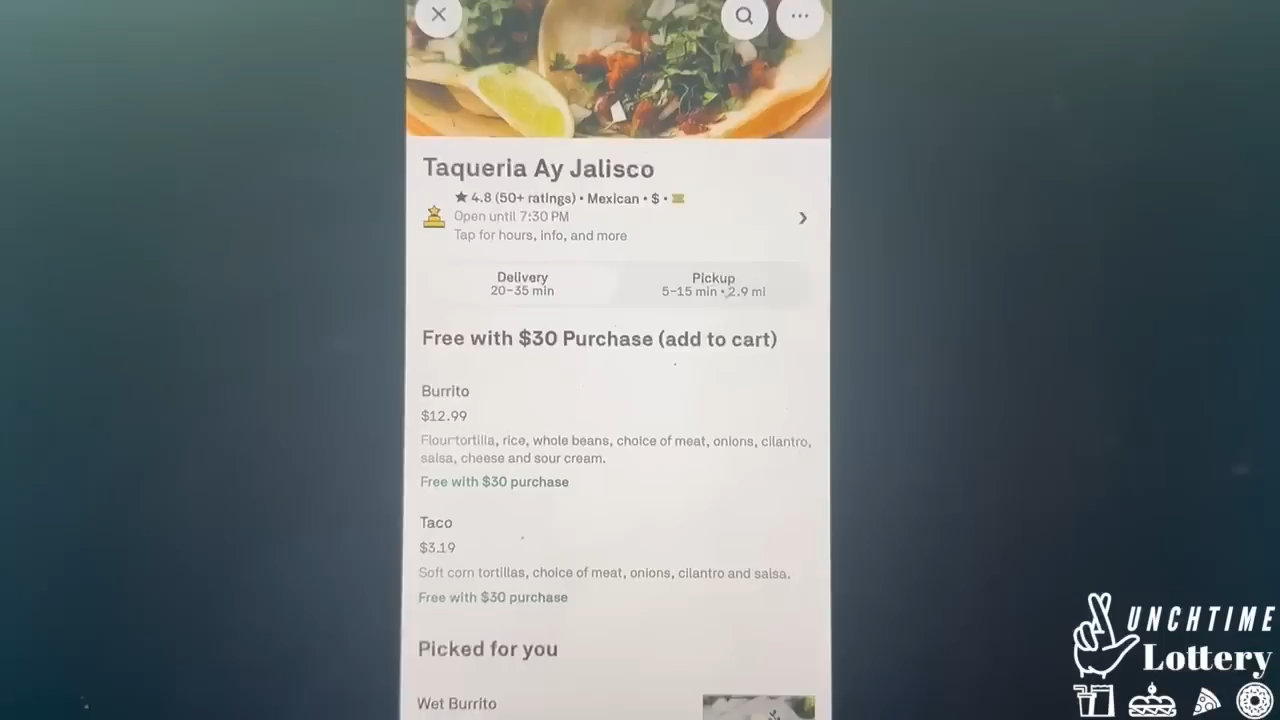 Taqueria Ay Jalisco
★ 4.8 (50+ ratings) • Mexican • $ •
Open until 7:30 PM
Tap for hours, info, and more
Delivery
20-35 min
Pickup
5-15 min • 2.9 mi
Free with $30 Purchase (add to cart)
Burrito
$12.99
Flour tortilla, rice, whole beans, choice of meat, onions, cilantro,
salsa, cheese and sour cream.
Free with $30 purchase
Taco
$3.19
Soft corn tortillas, choice of meat, onions, cilantro and salsa.
Free with $30 purchase
Picked for you
Wet Burrito
UNCHTIME
Lottery